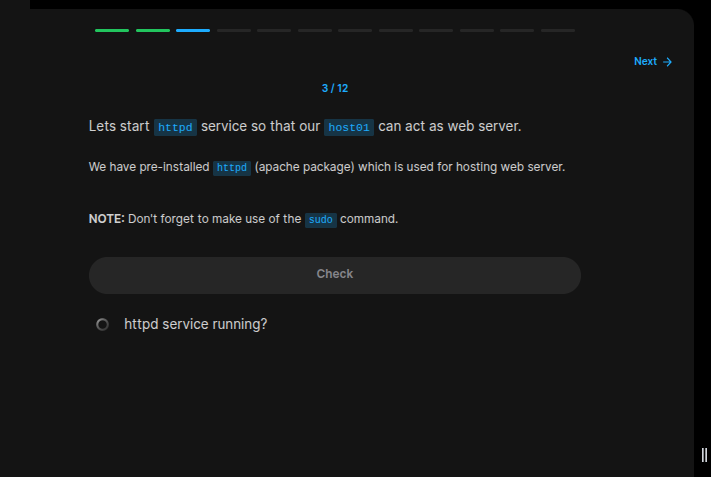 Next →
3 / 12
Lets start httpd service so that our host01 can act as web server.
We have pre-installed httpd (apache package) which is used for hosting web server.
NOTE: Don't forget to make use of the sudo command.
Check
httpd service running?